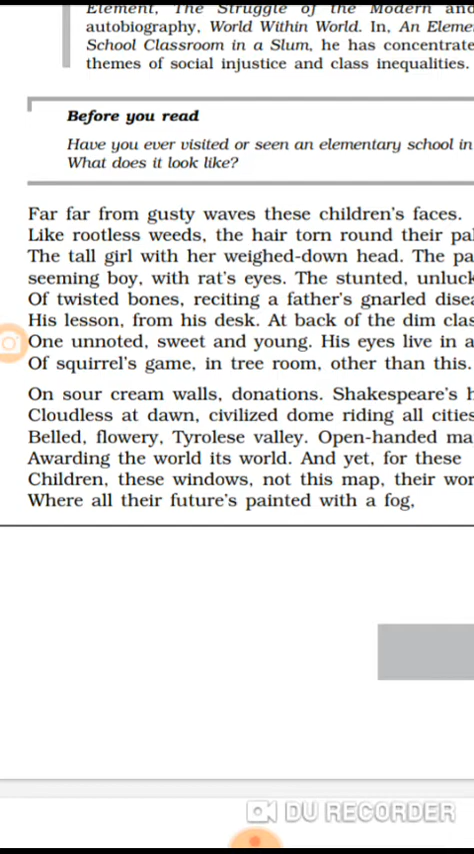 Element, The Struggle of the Modern and
autobiography, World Within World. In, An Eleme
School Classroom in a Slum, he has concentrate
themes of social injustice and class inequalities.
Before you read
Have you ever visited or seen an elementary school in
What does it look like?
Far far from gusty waves these children's faces.
Like rootless weeds, the hair torn round their pal
The tall girl with her weighed-down head. The pa
seeming boy, with rat's eyes. The stunted, unluck
Of twisted bones, reciting a father's gnarled disea
His lesson, from his desk. At back of the dim clas
One unnoted, sweet and young. His eyes live in a
Of squirrel's game, in tree room, other than this.
On sour cream walls, donations. Shakespeare's h
Cloudless at dawn, civilized dome riding all cities
Belled, flowery, Tyrolese valley. Open-handed ma
Awarding the world its world. And yet, for these
Children, these windows, not this map, their wor
Where all their future's painted with a fog,
DU RECORDER